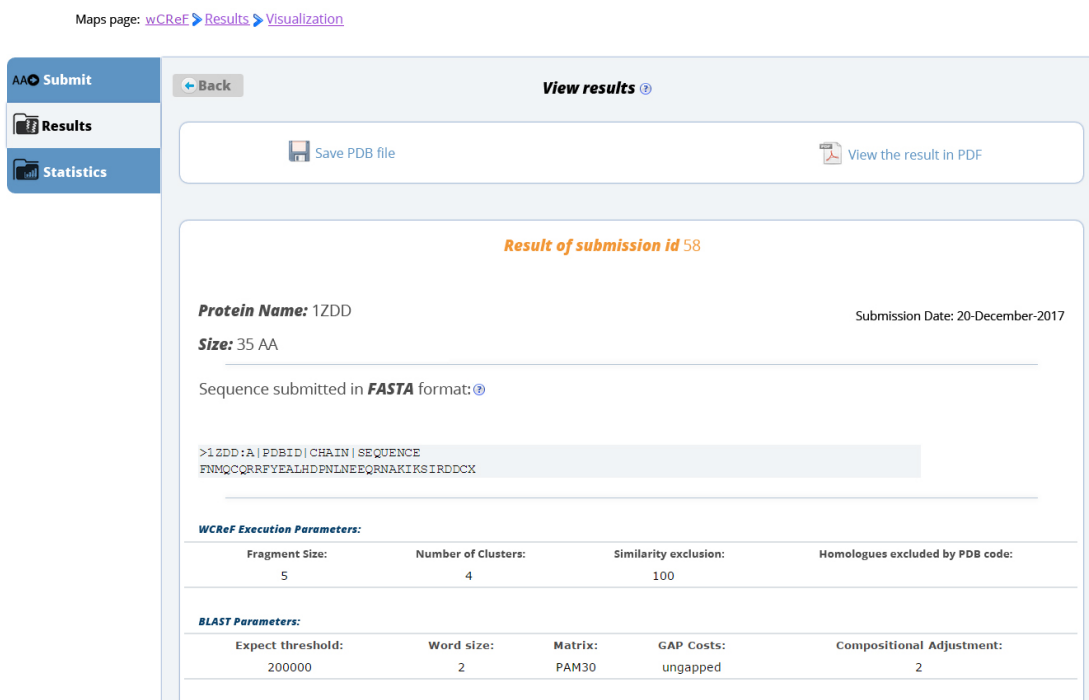 Maps page: wCReF Results Visualization
AA Submit
Results
Statistics
Back
View results ?
Save PDB file
View the result in PDF
Result of submission id 58
Protein Name: 1ZDD
Submission Date: 20-December-2017
Size: 35 AA
Sequence submitted in FASTA format: ?
>1ZDD:A|PDBID|CHAIN|SEQUENCE
FNMQCQRRFYEALHDPNLNEEQRNAKIKSIRDDCX
WCReF Execution Parameters:
Fragment Size: Number of Clusters: Similarity exclusion: Homologues excluded by PDB code:
5 4 100
BLAST Parameters:
Expect threshold: Word size: Matrix: GAP Costs: Compositional Adjustment:
200000 2 PAM30 ungapped 2